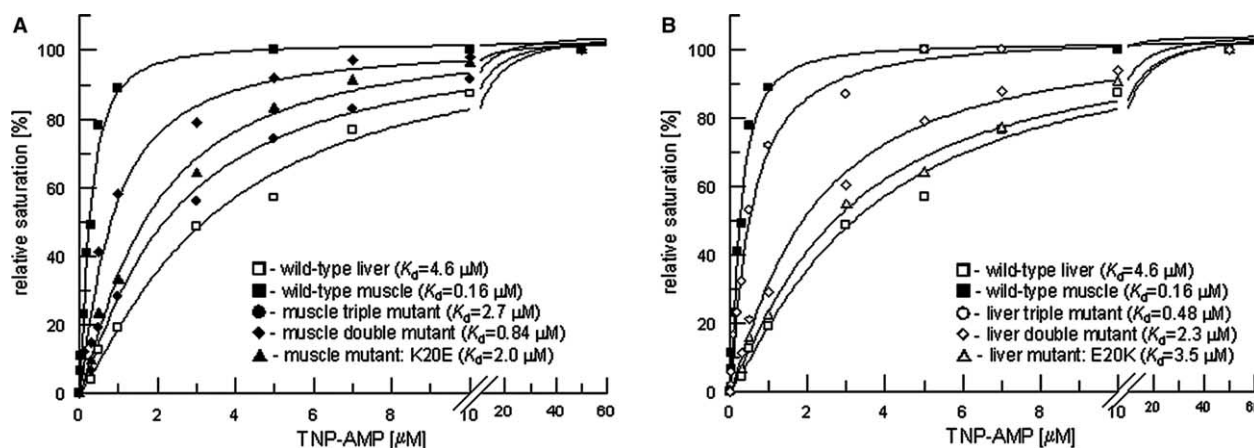 A
relative saturation [%]
100
80
60
40
20
0
□ - wild-type liver (Kd=4.6 µM)
■ - wild-type muscle (Kd=0.16 µM)
● - muscle triple mutant (Kd=2.7 µM)
◆ - muscle double mutant (Kd=0.84 µM)
▲ - muscle mutant: K20E (Kd=2.0 µM)
0 2 4 6 8 10 20 40 60
TNP-AMP [µM]
B
relative saturation [%]
100
80
60
40
20
0
□ - wild-type liver (Kd=4.6 µM)
■ - wild-type muscle (Kd=0.16 µM)
○ - liver triple mutant (Kd=0.48 µM)
◇ - liver double mutant (Kd=2.3 µM)
△ - liver mutant: E20K (Kd=3.5 µM)
0 2 4 6 8 10 20 40 60
TNP-AMP [µM]